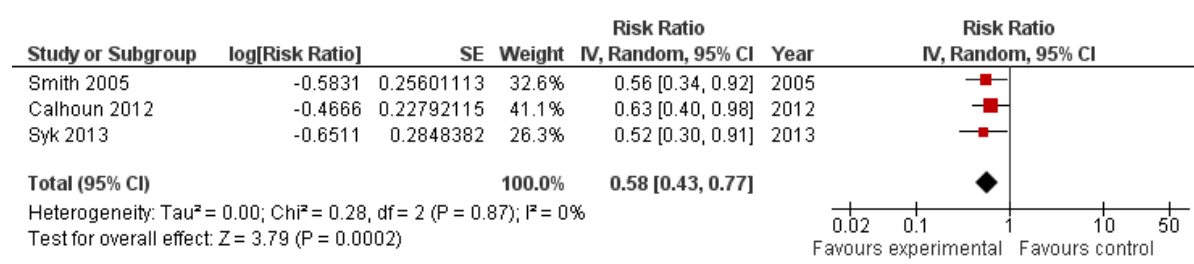 Risk Ratio Risk Ratio
Study or Subgroup log[Risk Ratio] SE Weight IV, Random, 95% CI Year IV, Random, 95% CI
Smith 2005 -0.5831 0.25601113 32.6% 0.56 [0.34, 0.92] 2005
Calhoun 2012 -0.4666 0.22792115 41.1% 0.63 [0.40, 0.98] 2012
Syk 2013 -0.6511 0.2848382 26.3% 0.52 [0.30, 0.91] 2013
Total (95% CI) 100.0% 0.58 [0.43, 0.77]
Heterogeneity: Tau² = 0.00; Chi² = 0.28, df = 2 (P = 0.87); I² = 0%
Test for overall effect: Z = 3.79 (P = 0.0002)
0.02 0.1 1 10 50
Favours experimental Favours control